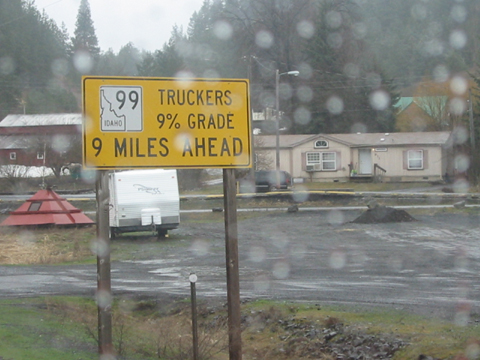 99
IDAHO
TRUCKERS
9% GRADE
9 MILES AHEAD